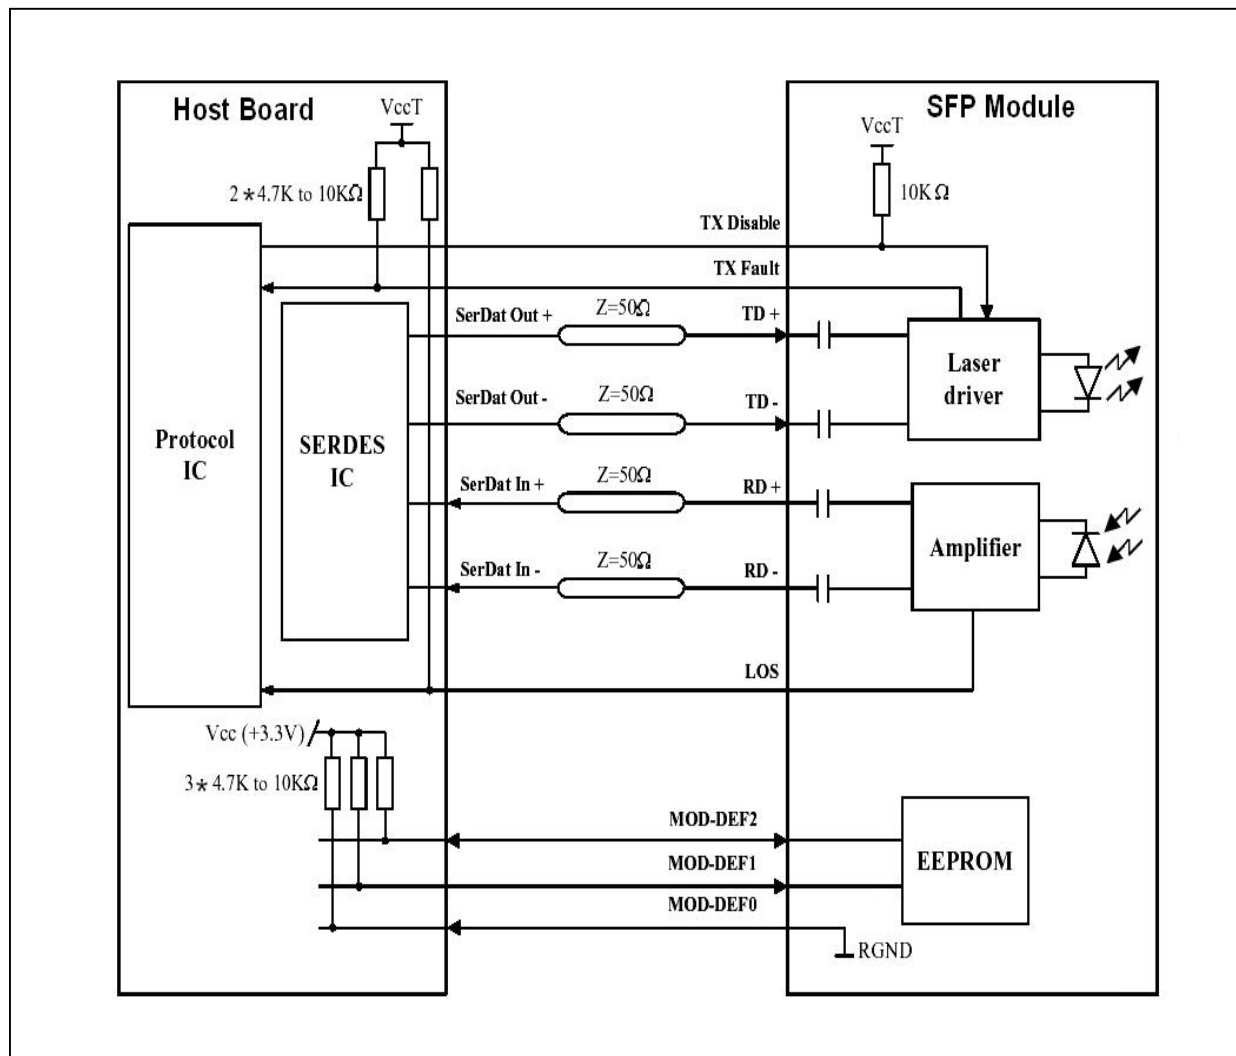 Host Board
SFP Module
VccT
VccT
2*4.7K to 10KΩ
10KΩ
TX Disable
TX Fault
SerDat Out +
Z=50Ω
TD +
Laser
driver
SerDat Out -
Z=50Ω
TD -
Protocol
IC
SERDES
IC
SerDat In +
Z=50Ω
RD +
Amplifier
SerDat In -
Z=50Ω
RD -
LOS
Vcc (+3.3V)
3*4.7K to 10KΩ
MOD-DEF2
MOD-DEF1
MOD-DEF0
EEPROM
RGND